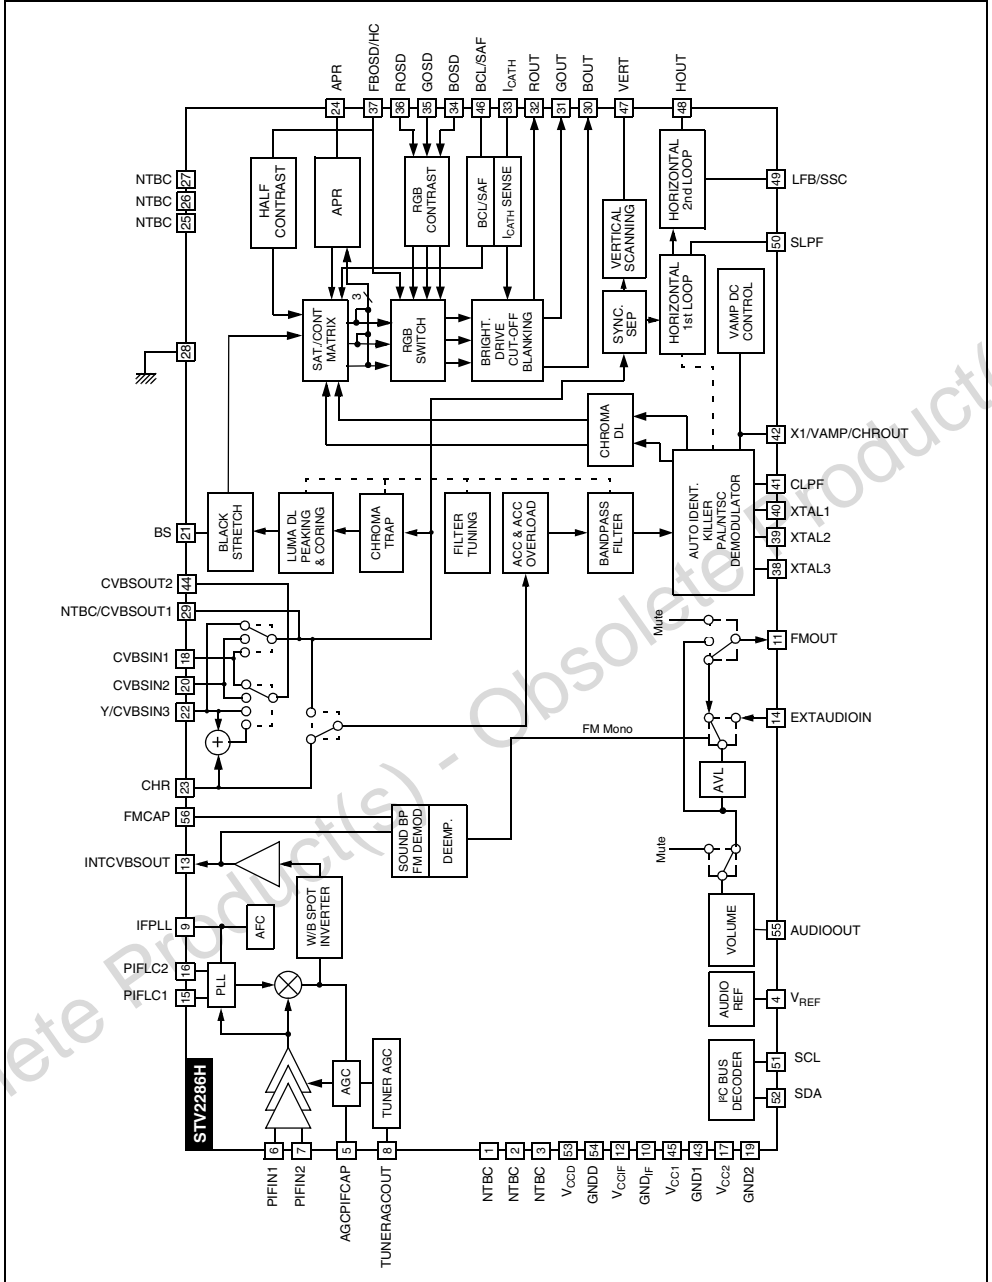 APR
FBOSD/HC
ROSD
GOSD
BOSD
BCL/SAF
ICATH
ROUT
GOUT
BOUT
VERT
HOUT
24
37
36
35
34
46
33
32
31
30
47
48
NTBC
27
NTBC
26
NTBC
25
HALF
CONTRAST
APR
RGB
CONTRAST
BCL/SAF
ICATH SENSE
VERTICAL
SCANNING
HORIZONTAL
2nd LOOP
49
LFB/SSC
50
SLPF
3
SAT./CONT
MATRIX
RGB
SWITCH
BRIGHT.
DRIVE
CUT-OFF
BLANKING
SYNC.
SEP
HORIZONTAL
1st LOOP
VAMP DC
CONTROL
28
CHROMA
DL
42
X1/VAMP/CHROUT
41
CLPF
40
XTAL1
39
XTAL2
38
XTAL3
BS
21
BLACK
STRETCH
LUMA DL
PEAKING
& CORING
CHROMA
TRAP
FILTER
TUNING
ACC & ACC
OVERLOAD
BANDPASS
FILTER
AUTO IDENT.
KILLER
PAL/NTSC
DEMODULATOR
CVBSOUT2
44
NTBC/CVBSOUT1
29
CVBSIN1
18
CVBSIN2
20
Y/CVBSIN3
22
+
CHR
23
Mute
11
FMOUT
14
EXTAUDIOIN
FM Mono
AVL
FMCAP
56
SOUND BP
FM DEMOD
DEEMP.
Mute
INTCVBSOUT
13
W/B SPOT
INVERTER
IFPLL
9
AFC
VOLUME
55
AUDIOOUT
PIFLC2
16
PIFLC1
15
PLL
AUDIO
REF
4
VREF
STV2286H
AGC
TUNER AGC
I²C BUS
DECODER
51
SCL
52
SDA
6
7
5
8
1
2
3
53
54
12
10
45
43
17
19
PIFIN1
PIFIN2
AGCPIFCAP
TUNERAGCOUT
NTBC
NTBC
NTBC
VCCD
GNDD
VCCIF
GNDIF
VCC1
GND1
VCC2
GND2
lete Product(s) - Obsolete Product(